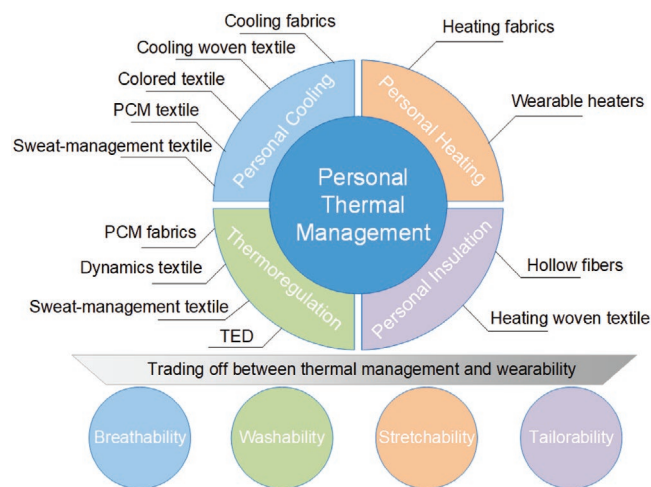 Cooling fabrics
Cooling woven textile
Colored textile
PCM textile
Sweat-management textile
Personal Cooling
Heating fabrics
Wearable heaters
Personal Heating
Personal
Thermal
Management
PCM fabrics
Dynamics textile
Sweat-management textile
TED
Thermoregulation
Hollow fibers
Heating woven textile
Personal Insulation
Trading off between thermal management and wearability
Breathability
Washability
Stretchability
Tailorability